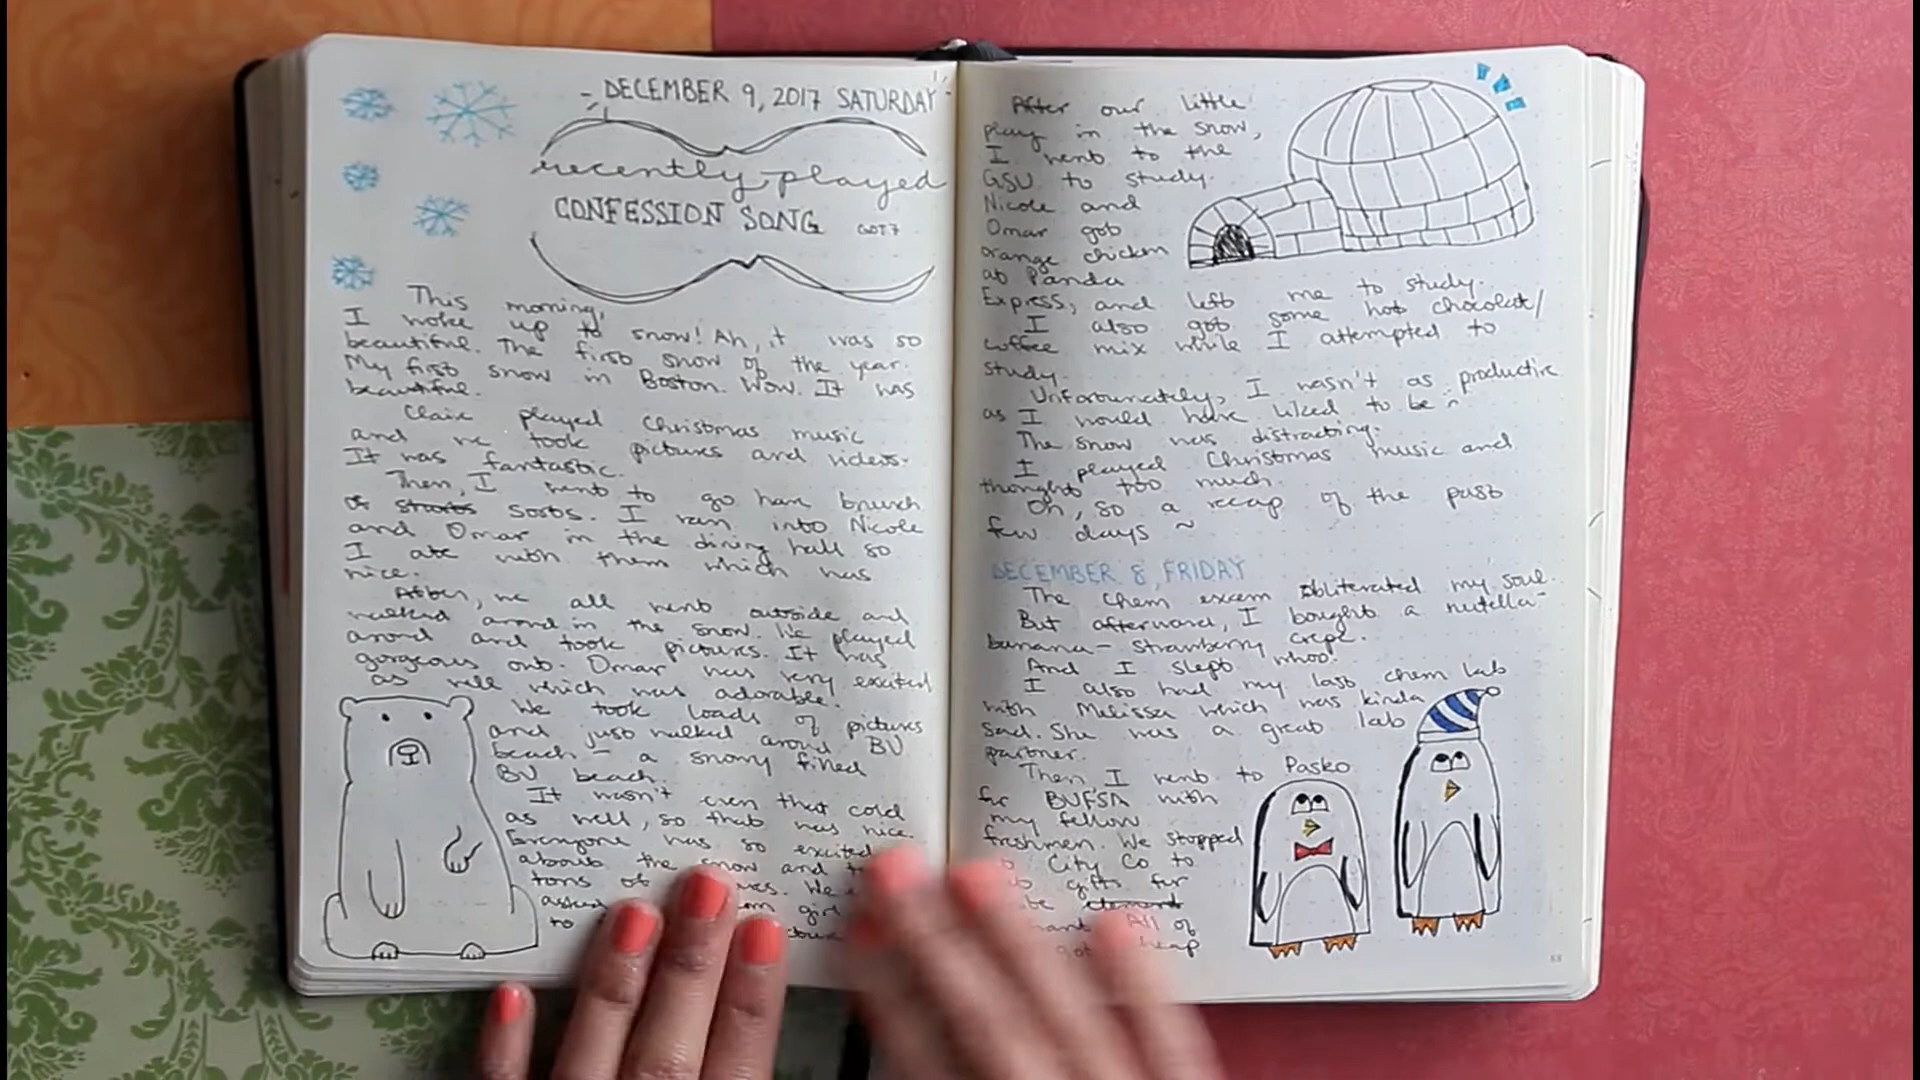 - DECEMBER 9, 2017 SATURDAY -
recently played
CONFESSION SONG GOT7
This morning,
I woke up to snow! Ah, it was so
beautiful. The first snow of the year.
My first snow in Boston. Wow. It was
beautiful.
Claire played Christmas music
and we took pictures and videos.
It was fantastic.
Then, I went to go have brunch
@ Sorbs. I ran into Nicole
and Omar in the dining hall so
I ate with them which was
nice.
After, we all went outside and
walked around in the snow. We played
around and took pictures. It was
gorgeous out. Omar was very excited
as well which was adorable.
We took loads of pictures
and just walked around BU
beach - a snowy filled
BU beach.
It wasn't even that cold
as well, so that was nice.
Everyone was so excited
about the snow and
tons of We
asked girl
to
After our little
play in the snow,
I went to the
GSU to study.
Nicole and
Omar got
orange chicken
at Panda
Express, and left me to study.
I also got some hot chocolate/
coffee mix while I attempted to
study.
Unfortunately, I wasn't as productive
as I would have liked to be :
The snow was distracting.
I played Christmas music and
thought too much.
Oh, so a recap of the past
few days ~
DECEMBER 8, FRIDAY
The chem exam obliterated my soul.
But afterward, I bought a nutella-
banana-strawberry crepe.
And I slept whoo!
I also had my last chem lab
with Melissa which was kinda
sad. She was a great lab
partner.
Then I went to Pasko
for BUFSA with
my fellow
freshmen. We stopped
City Co to
gifts for
All of
got cheap
88